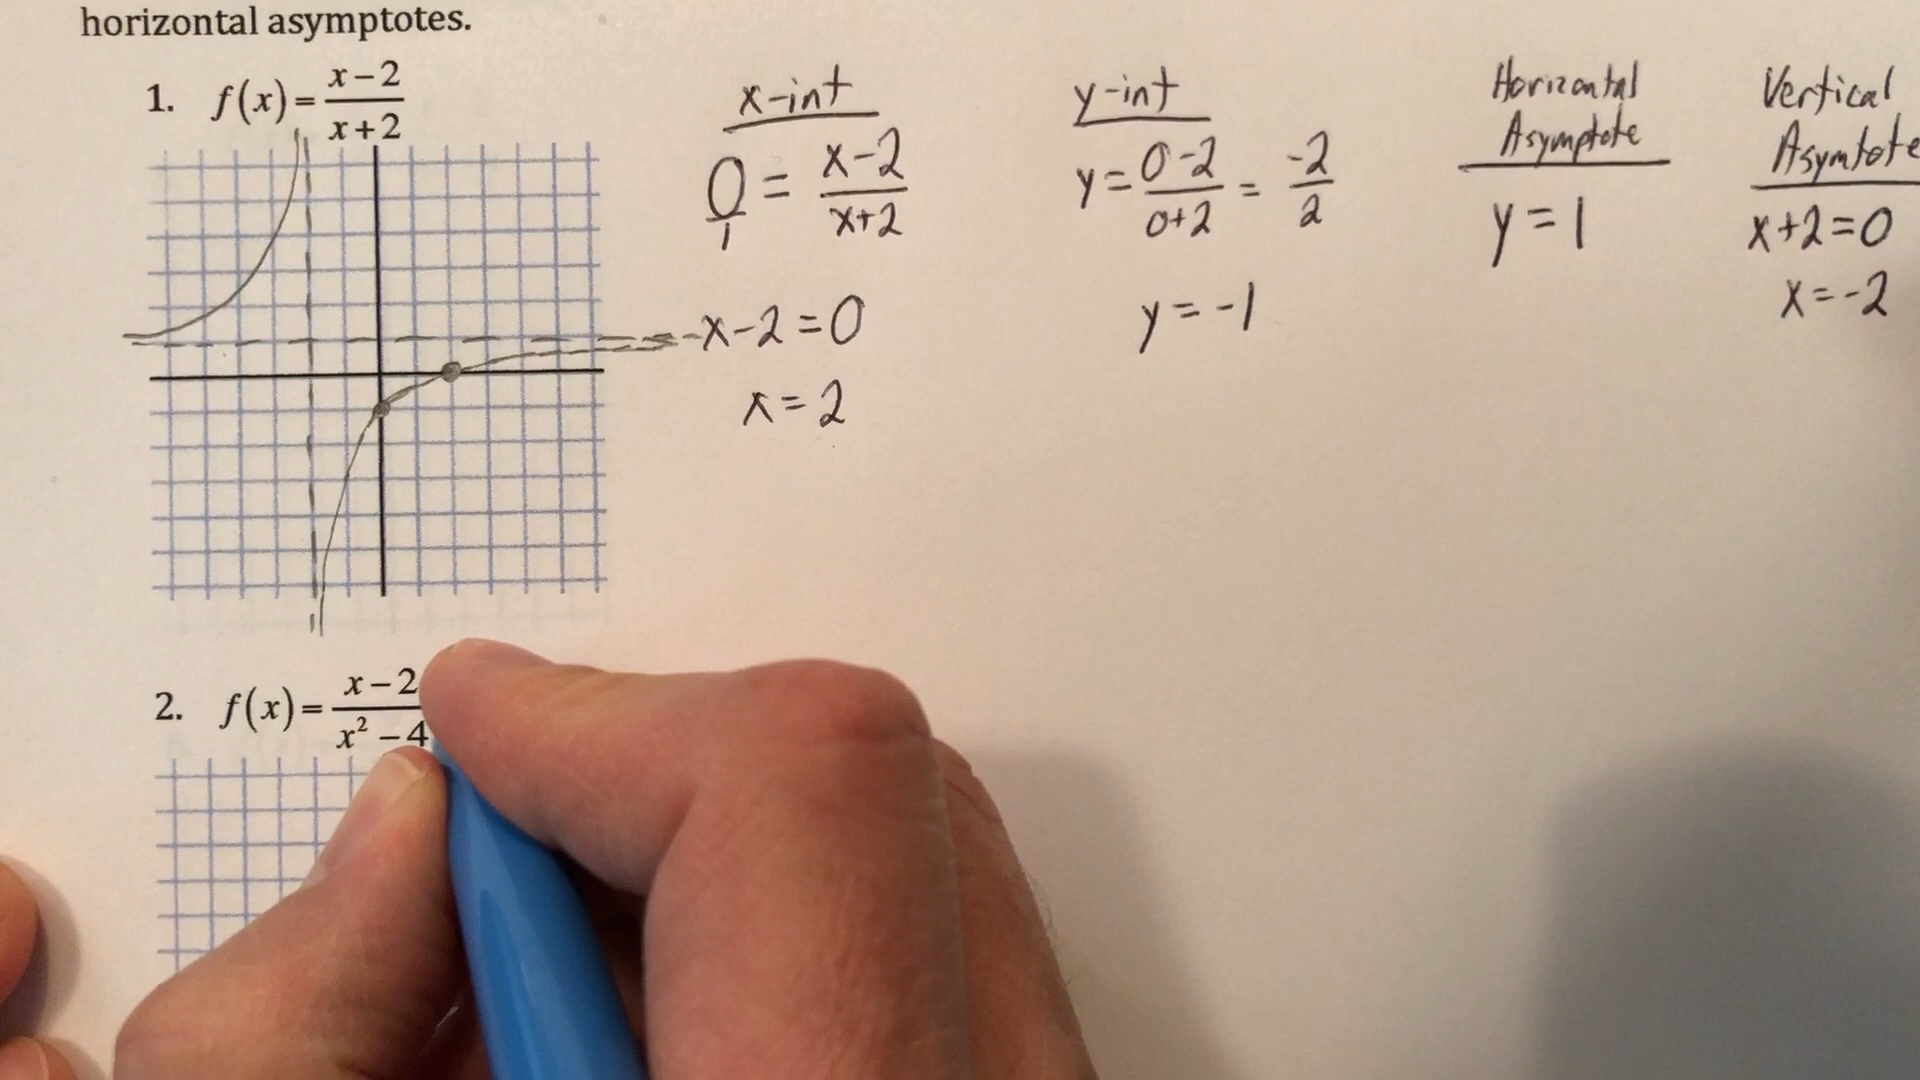 horizontal asymptotes.
1. f(x) = (x-2)/(x+2)
x-int
0/1 = (x-2)/(x+2)
x-2=0
x=2
y-int
y = (0-2)/(0+2) = -2/2
y=-1
Horizontal
Asymptote
y=1
Vertical
Asymtote
x+2=0
x=-2
2. f(x) = (x-2)/(x²-4)